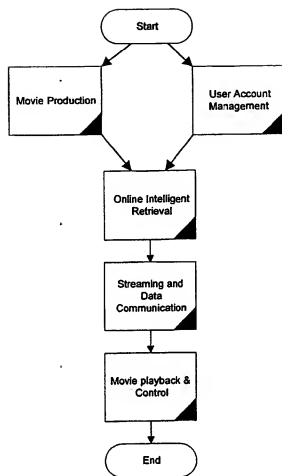 Start
Movie Production
User Account
Management
Online Intelligent
Retrieval
Streaming and
Data
Communication
Movie playback &
Control
End